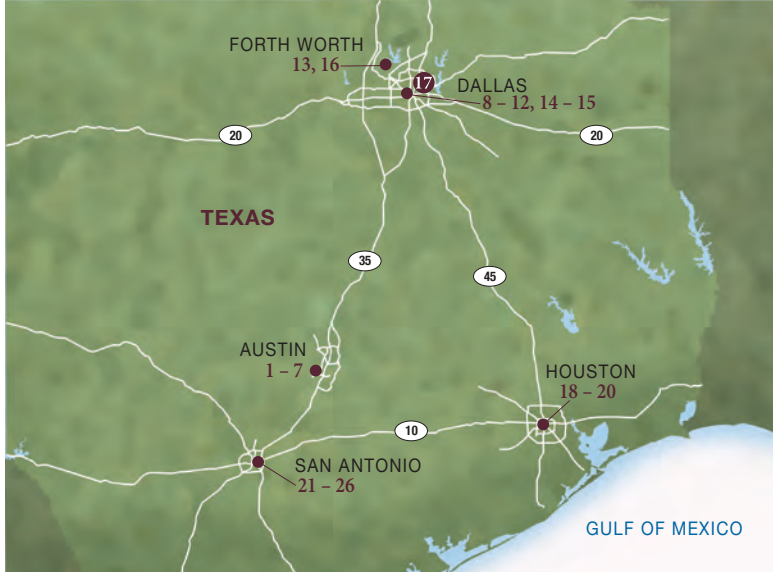 FORTH WORTH
13, 16
17
DALLAS
8 – 12, 14 – 15
20
20
TEXAS
35
45
AUSTIN
1 – 7
HOUSTON
18 – 20
10
SAN ANTONIO
21 – 26
GULF OF MEXICO